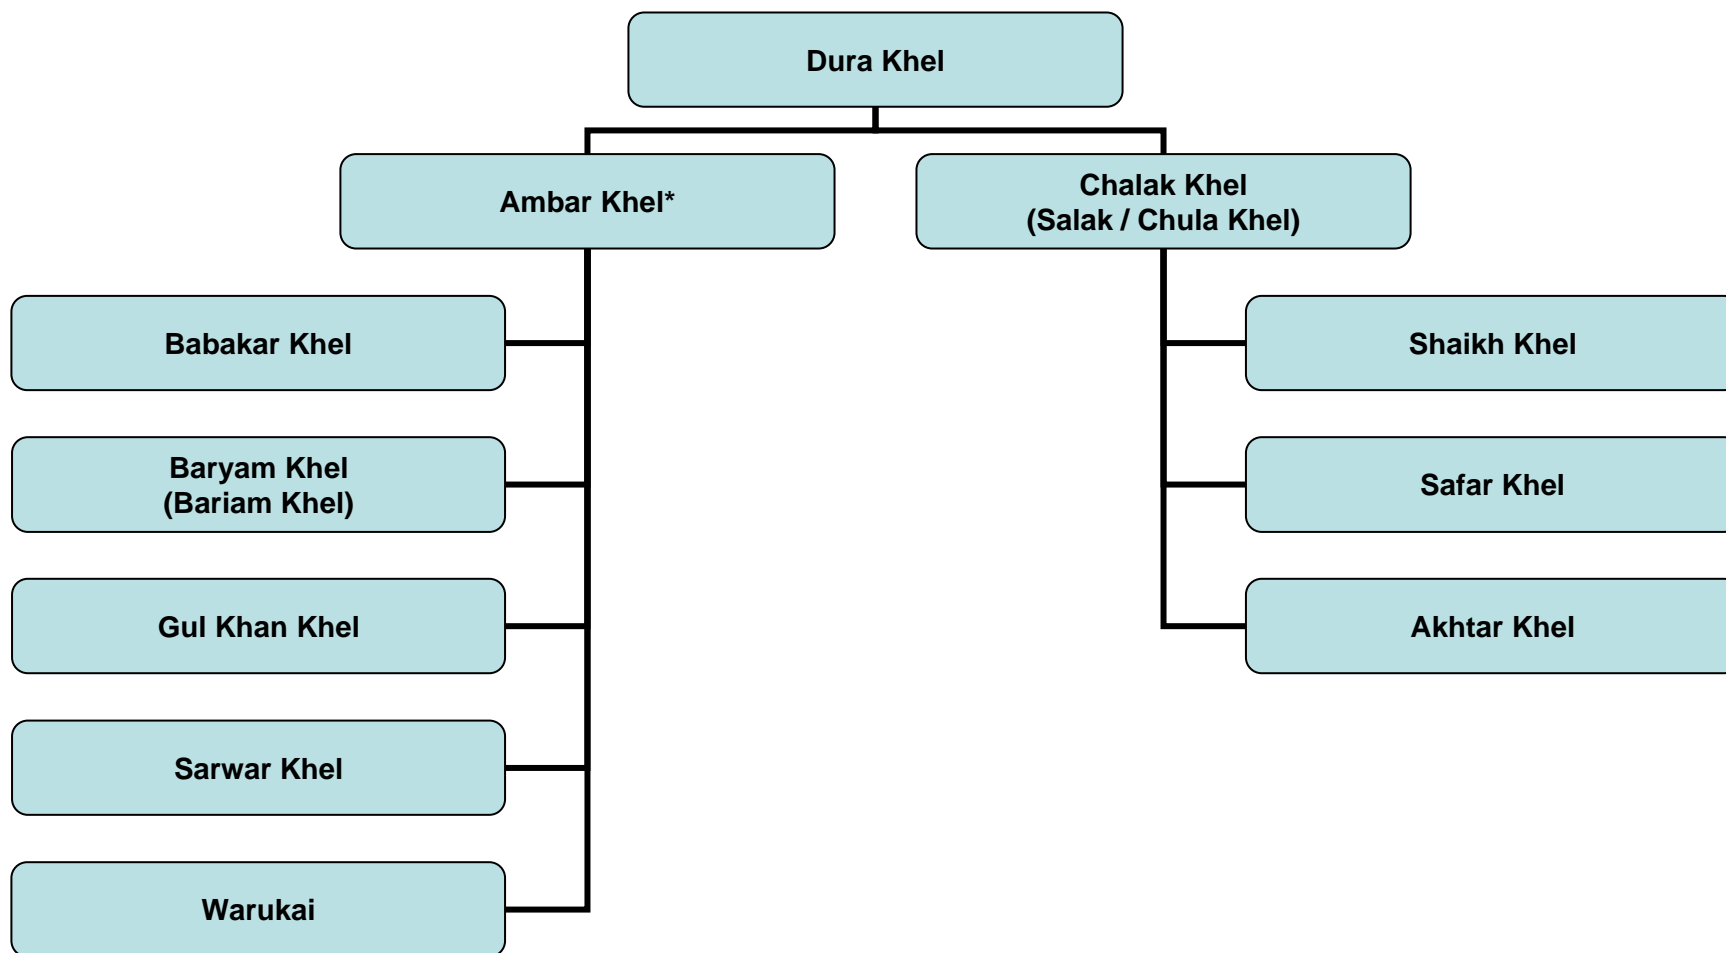 Dura Khel
Ambar Khel*
Chalak Khel
(Salak / Chula Khel)
Babakar Khel
Shaikh Khel
Baryam Khel
(Bariam Khel)
Safar Khel
Gul Khan Khel
Akhtar Khel
Sarwar Khel
Warukai